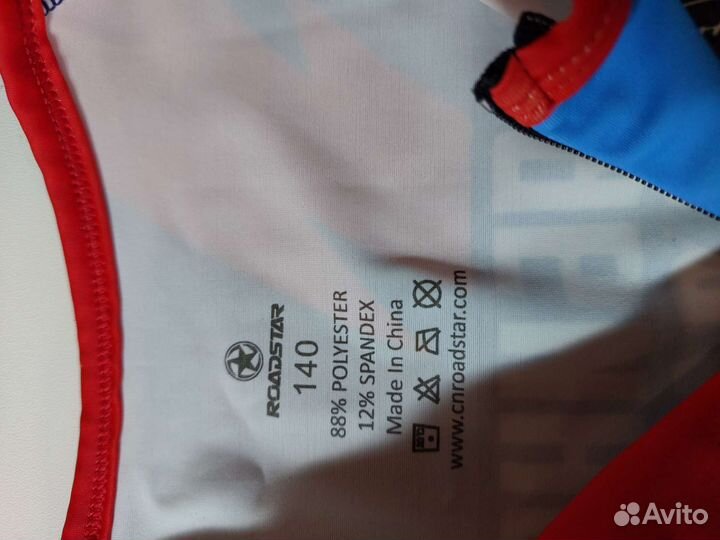 ROADSTAR
140
88% POLYESTER
12% SPANDEX
Made In China
www.cnroadstar.com
Avito